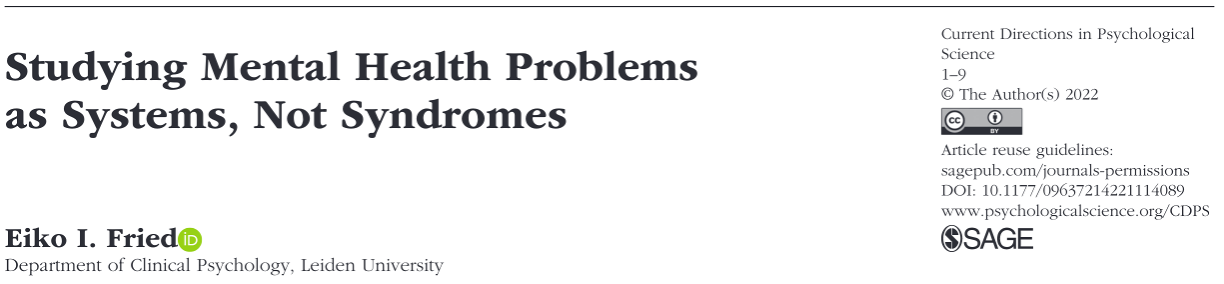 Studying Mental Health Problems
as Systems, Not Syndromes
Eiko I. Fried iD
Department of Clinical Psychology, Leiden University
Current Directions in Psychological
Science
1–9
© The Author(s) 2022
cc BY
Article reuse guidelines:
sagepub.com/journals-permissions
DOI: 10.1177/09637214221114089
www.psychologicalscience.org/CDPS
SAGE